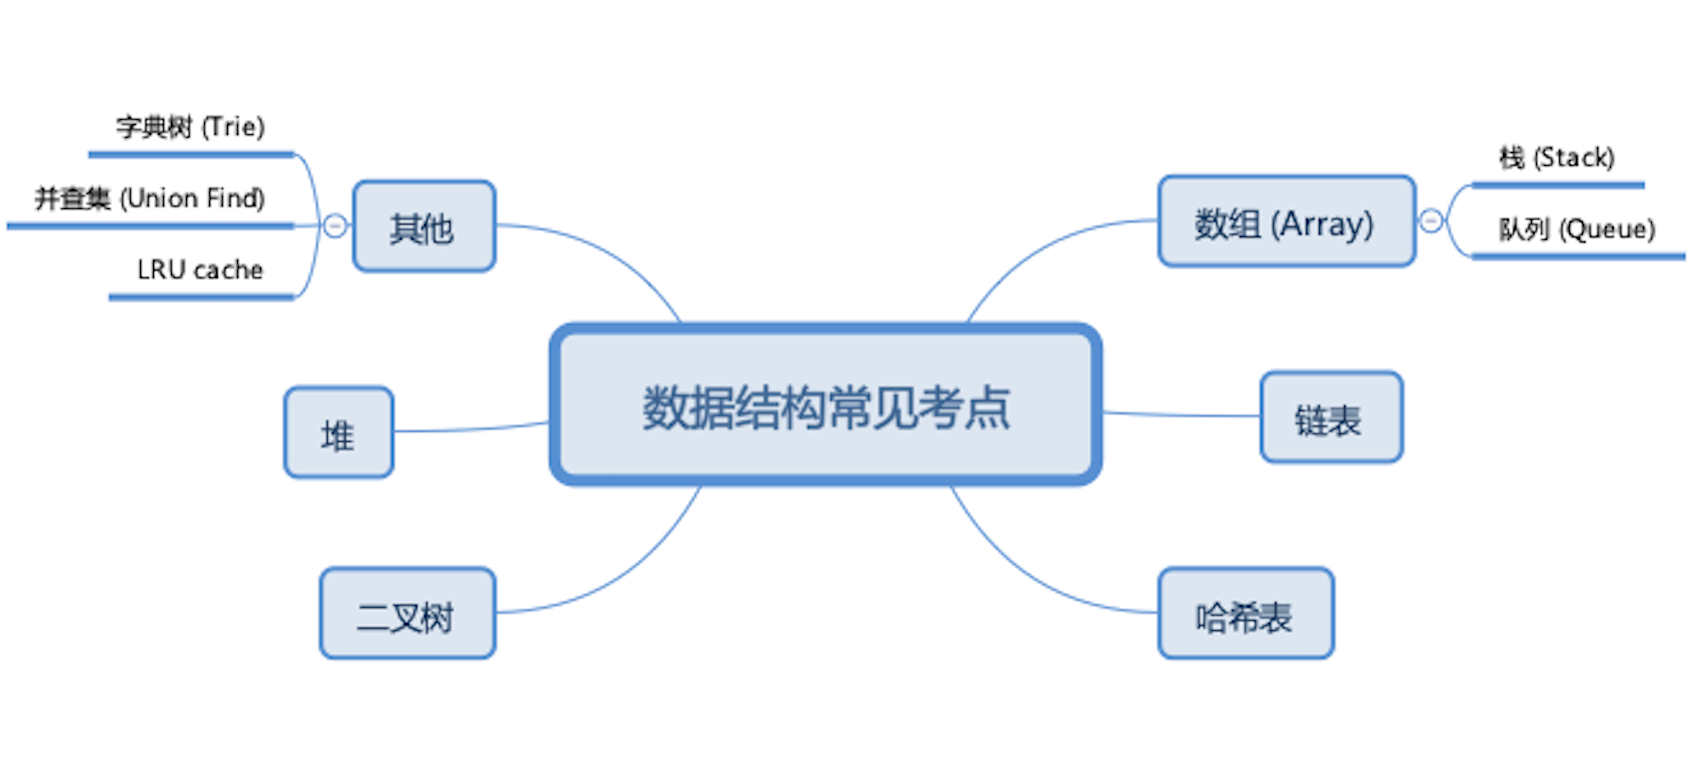 字典树 (Trie)
并查集 (Union Find)
LRU cache
其他
数组 (Array)
栈 (Stack)
队列 (Queue)
数据结构常见考点
堆
链表
二叉树
哈希表